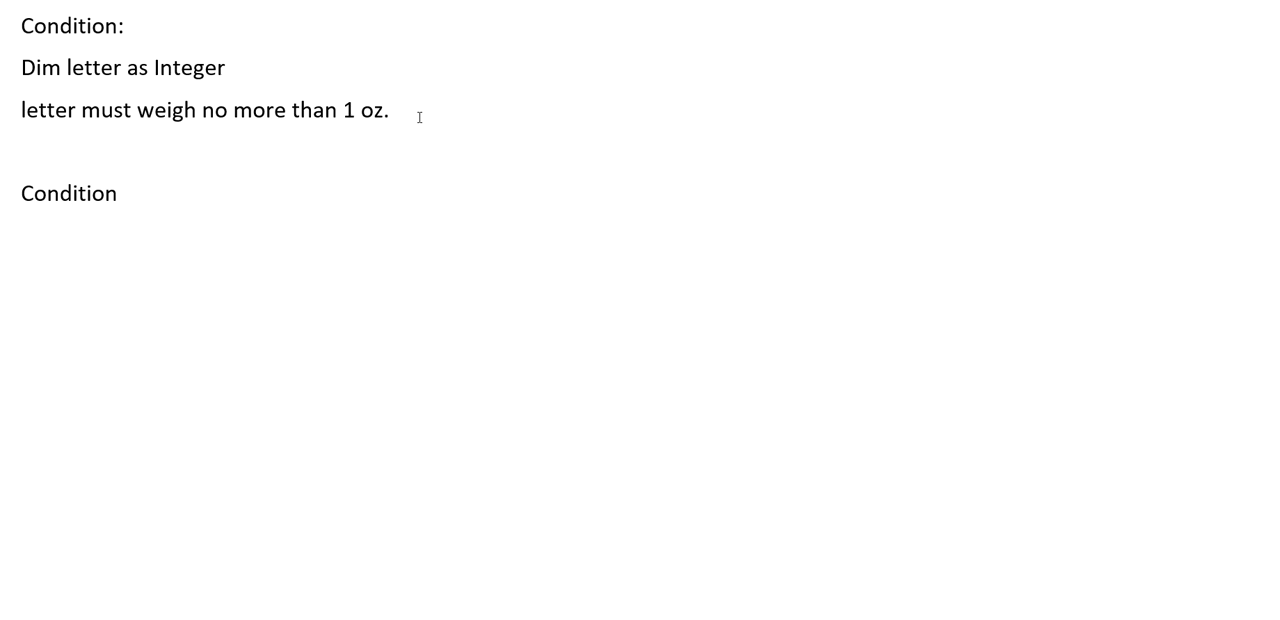 Condition:
Dim letter as Integer
letter must weigh no more than 1 oz.
Condition